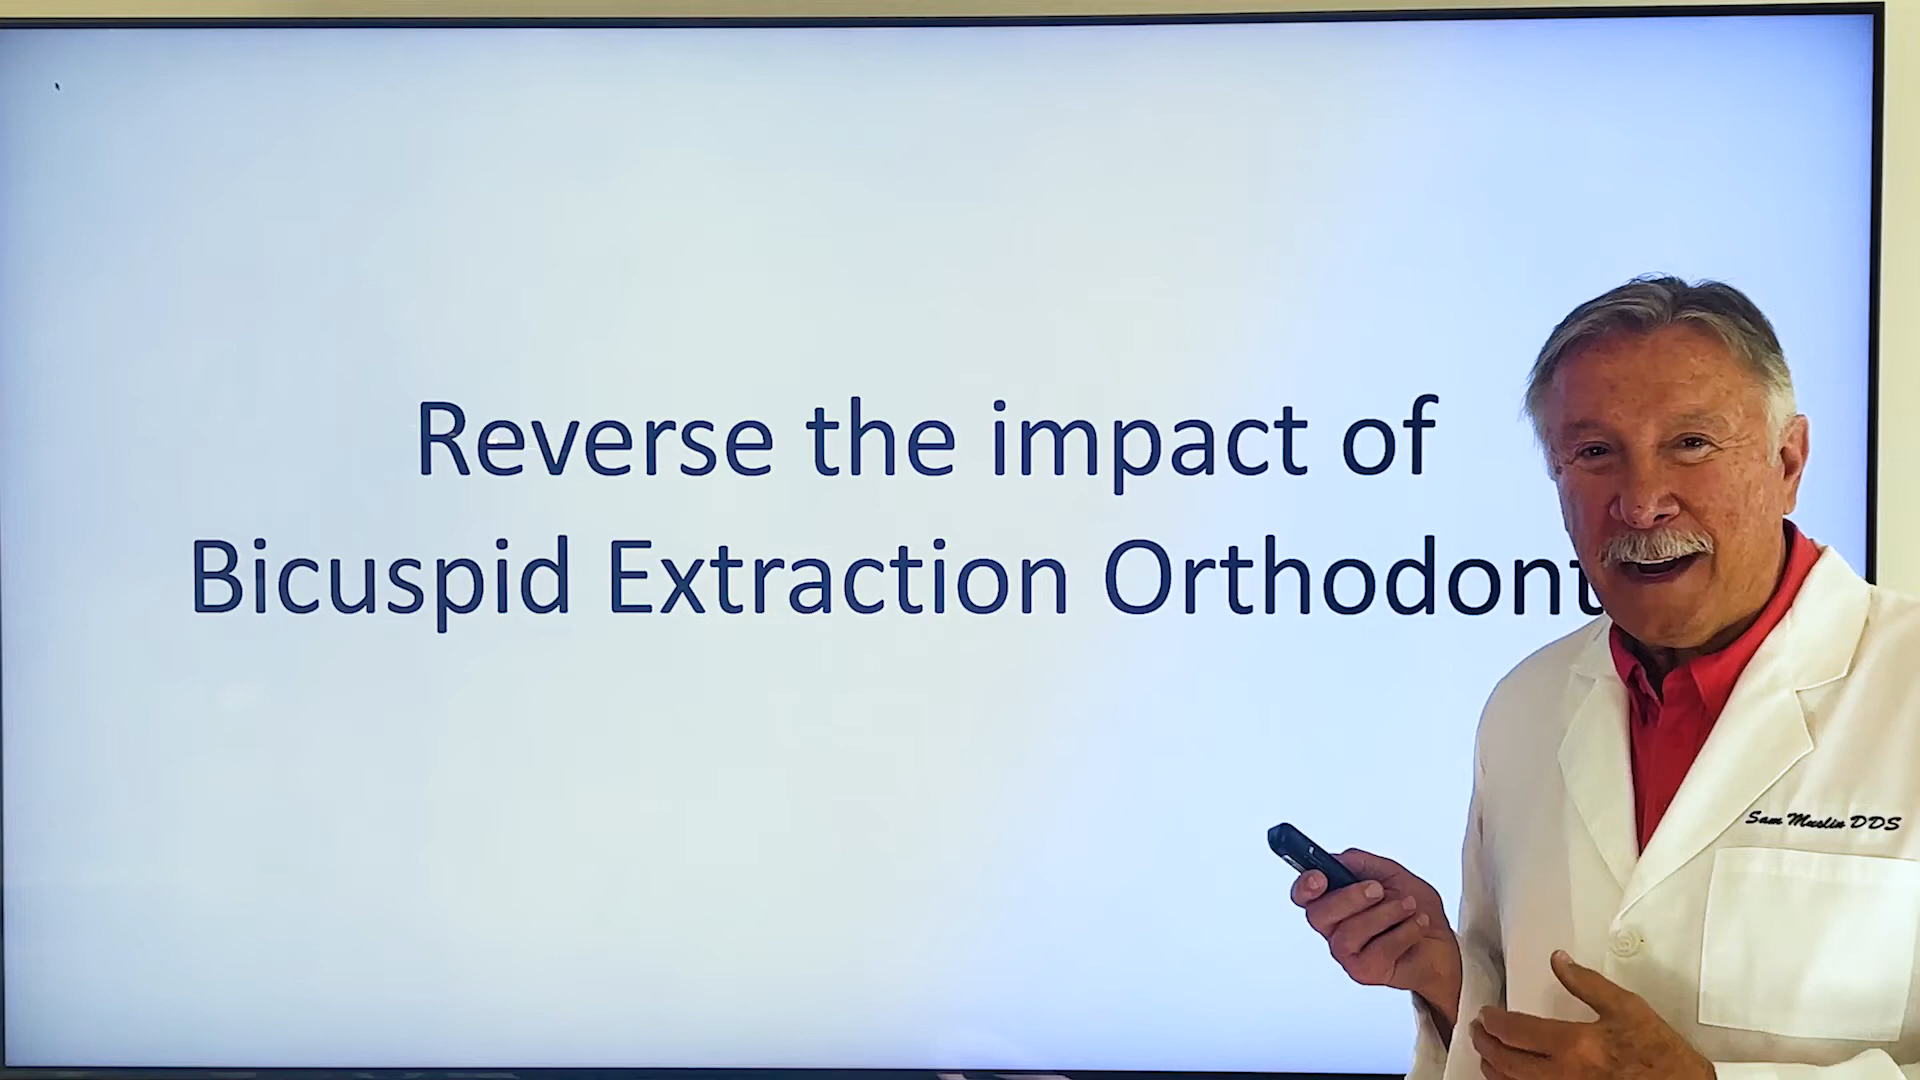 Reverse the impact of
Bicuspid Extraction Orthodont
Sam Muslin DDS